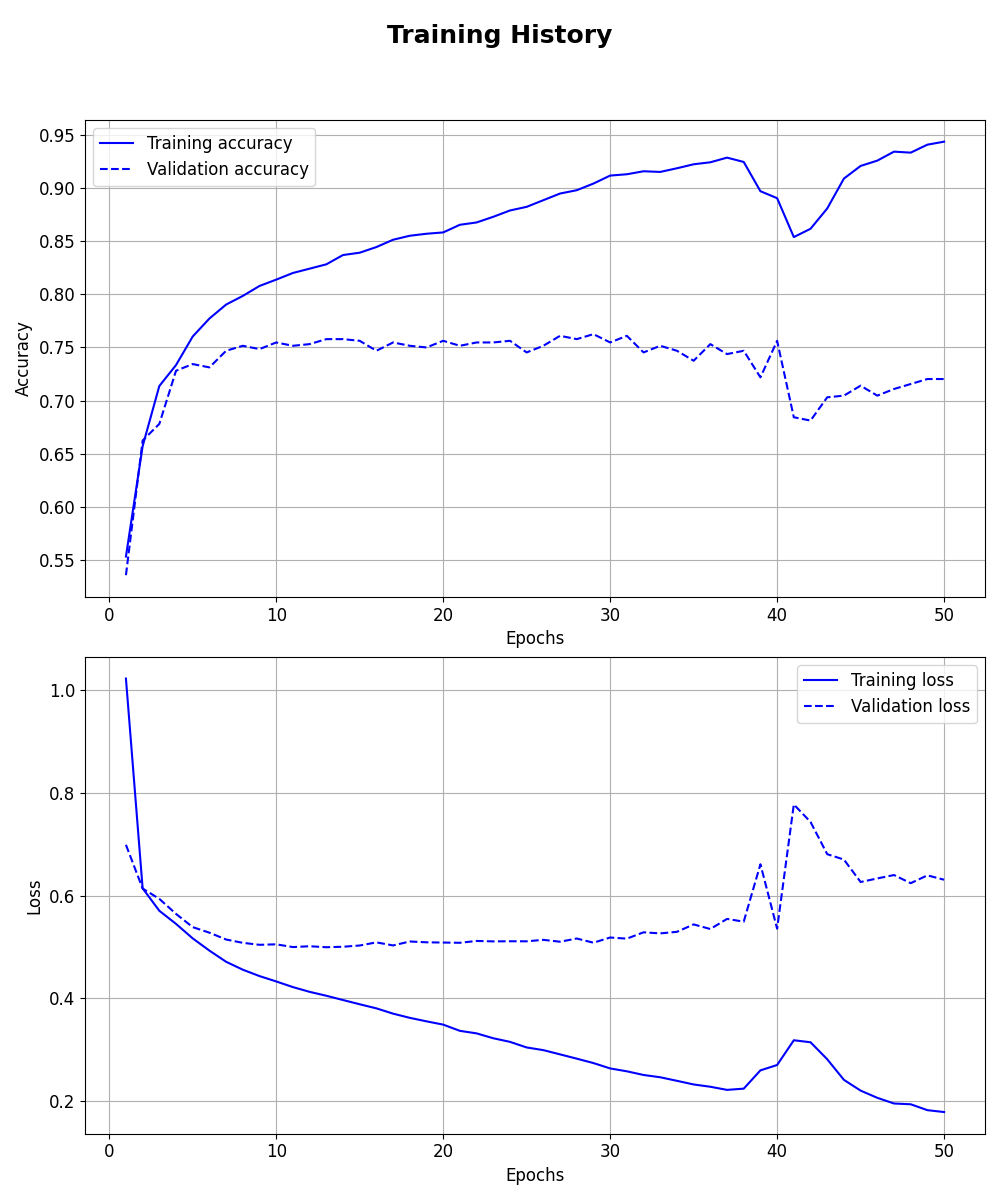 Training History
Training accuracy
Validation accuracy
0.95
0.90
0.85
0.80
0.75
0.70
0.65
0.60
0.55
Accuracy
0 10 20 30 40 50
Epochs
Training loss
Validation loss
1.0
0.8
0.6
0.4
0.2
Loss
0 10 20 30 40 50
Epochs